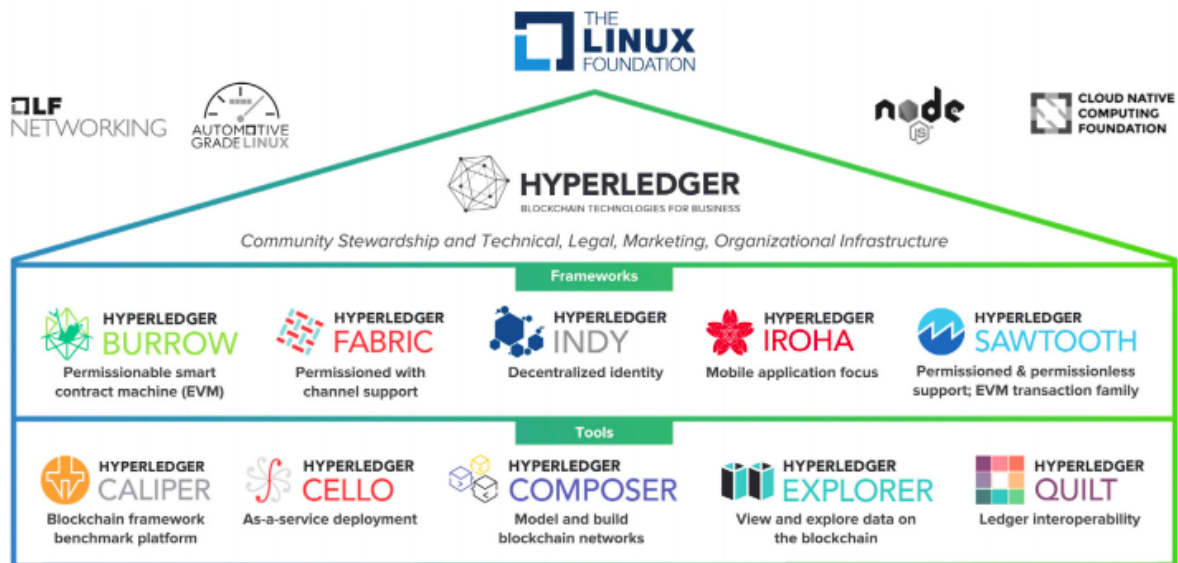 THE
LINUX
FOUNDATION
LF
NETWORKING
AUTOMOTIVE
GRADELINUX
node
JS
CLOUD NATIVE
COMPUTING
FOUNDATION
HYPERLEDGER
BLOCKCHAIN TECHNOLOGIES FOR BUSINESS
Community Stewardship and Technical, Legal, Marketing, Organizational Infrastructure
Frameworks
HYPERLEDGER
BURROW
Permissionable smart
contract machine (EVM)
HYPERLEDGER
FABRIC
Permissioned with
channel support
HYPERLEDGER
INDY
Decentralized identity
HYPERLEDGER
IROHA
Mobile application focus
HYPERLEDGER
SAWTOOTH
Permissioned & permissionless
support; EVM transaction family
Tools
HYPERLEDGER
CALIPER
Blockchain framework
benchmark platform
HYPERLEDGER
CELLO
As-a-service deployment
HYPERLEDGER
COMPOSER
Model and build
blockchain networks
HYPERLEDGER
EXPLORER
View and explore data on
the blockchain
HYPERLEDGER
QUILT
Ledger interoperability